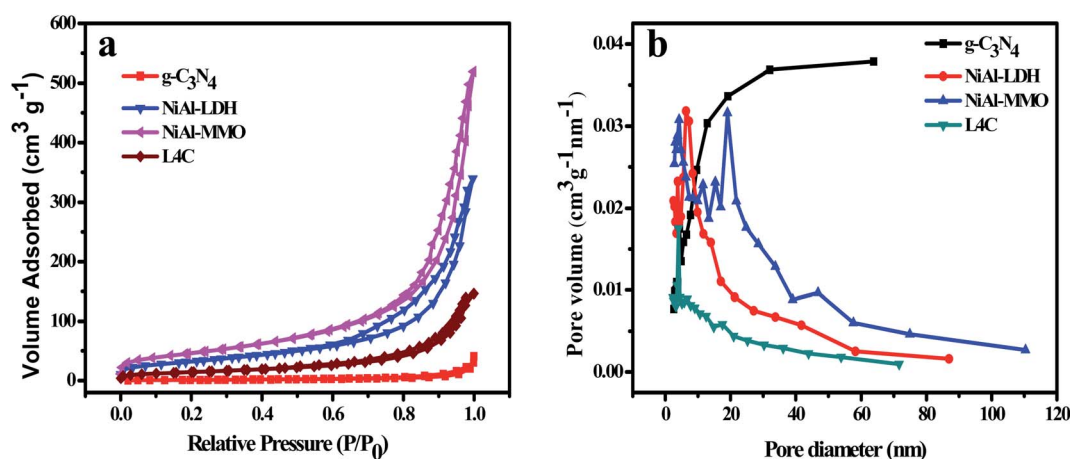 a
g-C₃N₄
NiAl-LDH
NiAl-MMO
L4C
Volume Adsorbed (cm³ g⁻¹)
600
500
400
300
200
100
0
0.0 0.2 0.4 0.6 0.8 1.0
Relative Pressure (P/P₀)
b
g-C₃N₄
NiAl-LDH
NiAl-MMO
L4C
Pore volume (cm³g⁻¹nm⁻¹)
0.04
0.03
0.02
0.01
0.00
0 20 40 60 80 100 120
Pore diameter (nm)